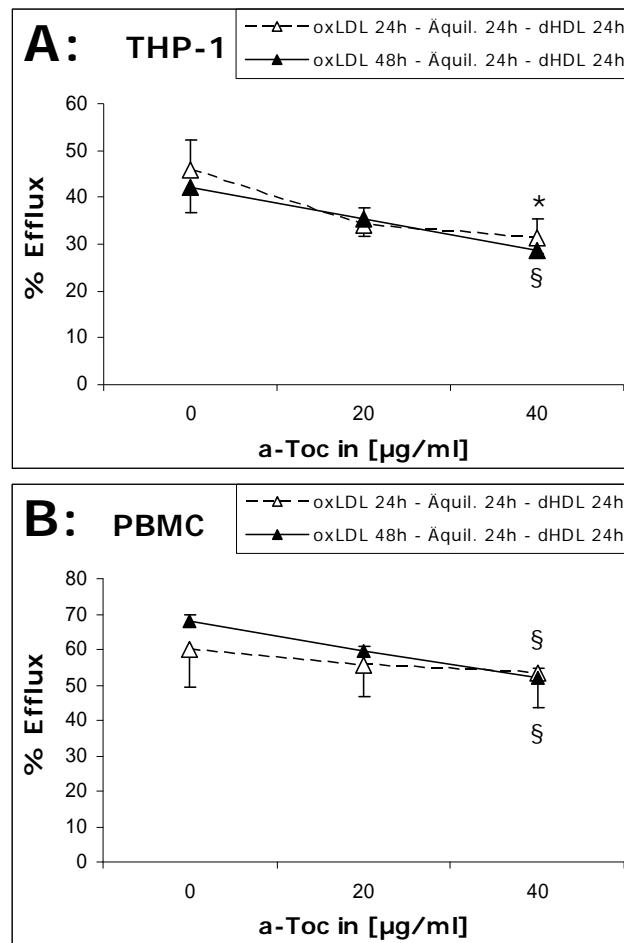 A: THP-1
oxLDL 24h - Äquil. 24h - dHDL 24h
oxLDL 48h - Äquil. 24h - dHDL 24h
% Efflux
60
50
40
30
20
10
0
*
§
0 20 40
a-Toc in [µg/ml]
B: PBMC
oxLDL 24h - Äquil. 24h - dHDL 24h
oxLDL 48h - Äquil. 24h - dHDL 24h
% Efflux
80
70
60
50
40
30
20
10
0
§
§
0 20 40
a-Toc in [µg/ml]